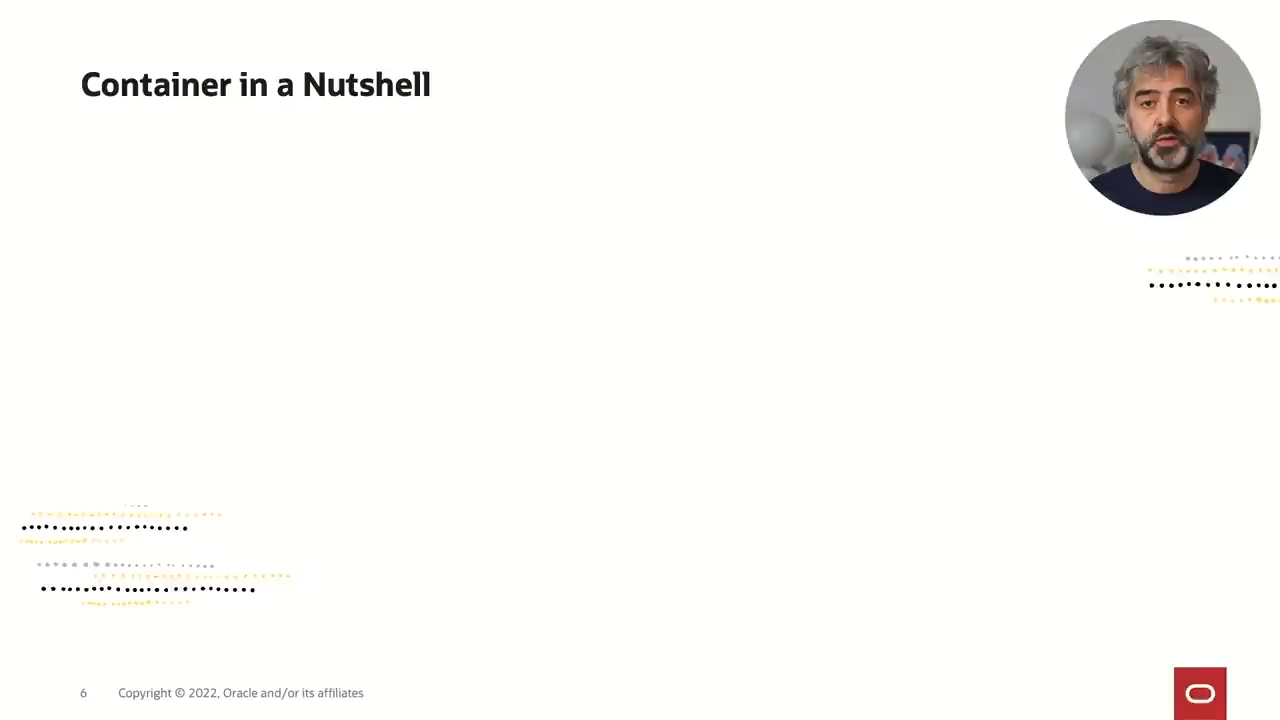 Container in a Nutshell
6 Copyright © 2022, Oracle and/or its affiliates